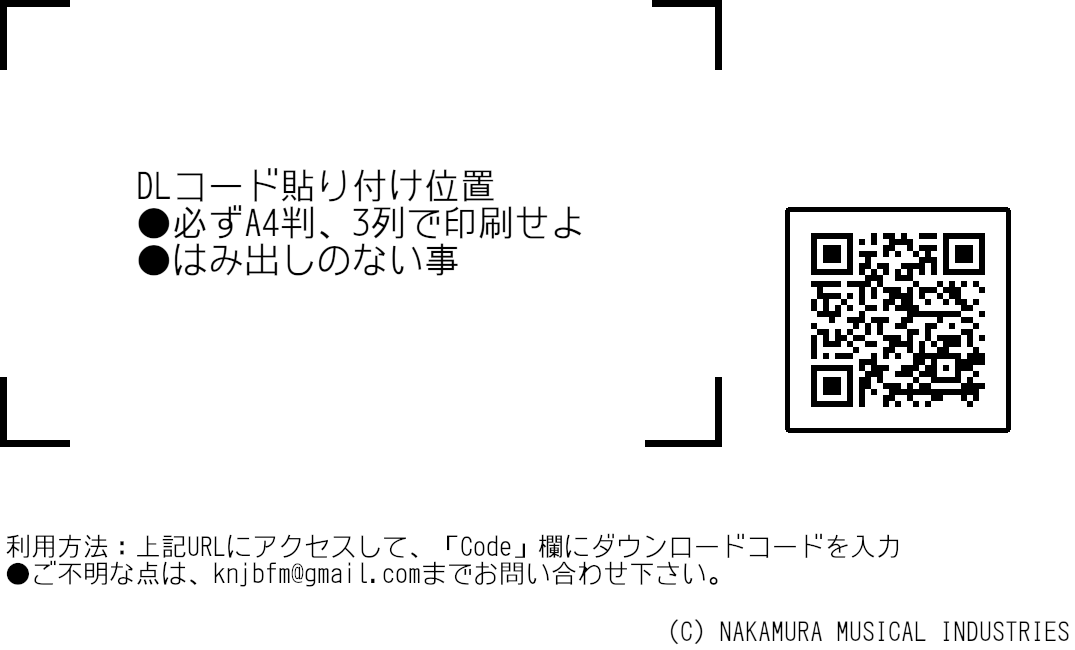 DLコード貼り付け位置
●必ずA4判、3列で印刷せよ
●はみ出しのない事
利用方法：上記URLにアクセスして、「Code」欄にダウンロードコードを入力
●ご不明な点は、knjbfm@gmail.comまでお問い合わせ下さい。
(C) NAKAMURA MUSICAL INDUSTRIES